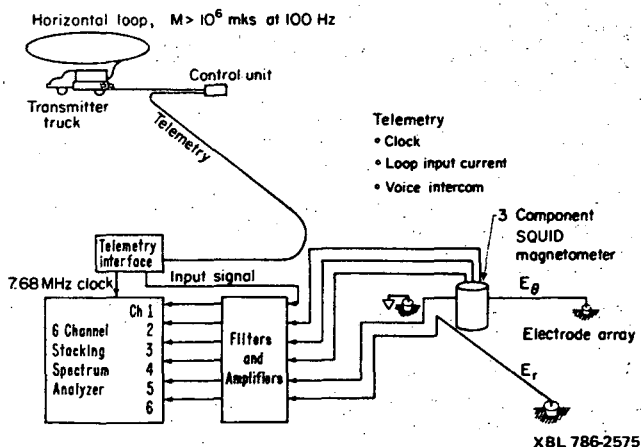 Horizontal loop, M > 10⁶ mks at 100 Hz
Control unit
Transmitter
truck
Telemetry
Telemetry
• Clock
• Loop input current
• Voice intercom
3 Component
SQUID
magnetometer
Telemetry
interface
7.68 MHz clock
Input signal
Eθ
Ch 1
6 Channel 2
Stacking 3
Spectrum 4
Analyzer 5
6
Filters
and
Amplifiers
Electrode array
Er
XBL 786-2575